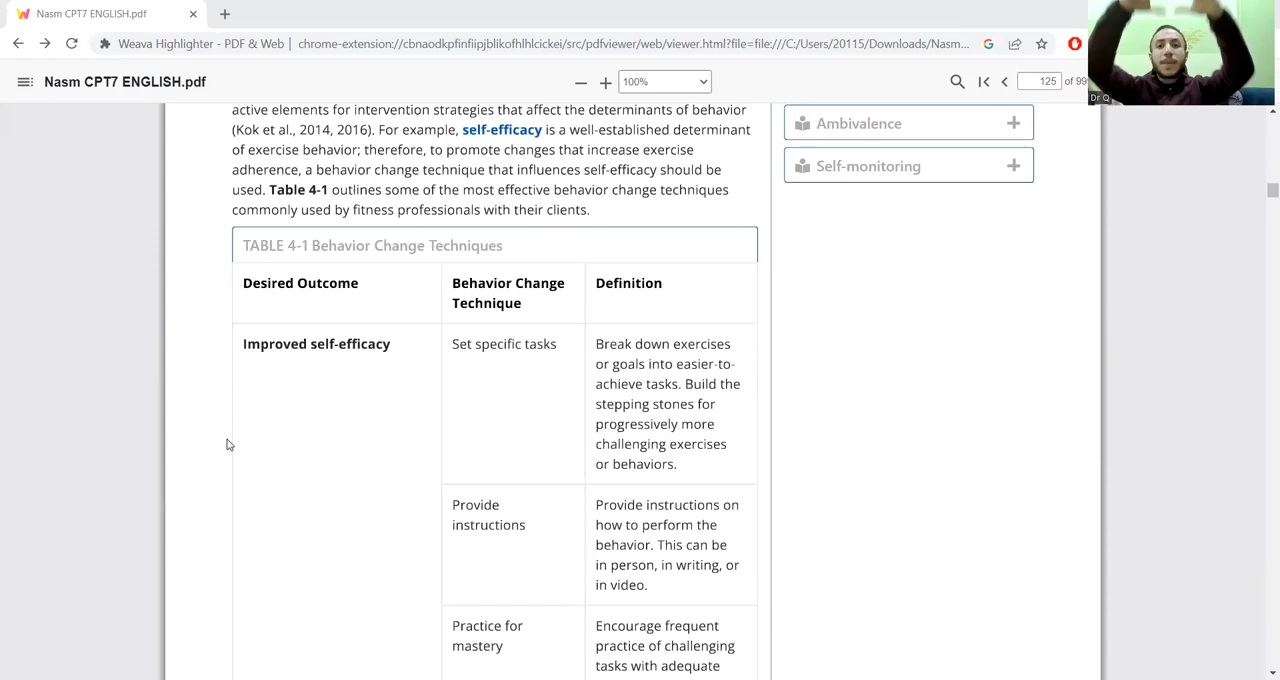 Nasm CPT7 ENGLISH.pdf
Weava Highlighter - PDF & Web | chrome-extension://cbnaodkpfinfiipjblikofhlhlcickei/src/pdfviewer/web/viewer.html?file=file:///C:/Users/20115/Downloads/Nasm...
Nasm CPT7 ENGLISH.pdf
100%
125 of 99
Dr Q
active elements for intervention strategies that affect the determinants of behavior
(Kok et al., 2014, 2016). For example, self-efficacy is a well-established determinant
of exercise behavior; therefore, to promote changes that increase exercise
adherence, a behavior change technique that influences self-efficacy should be
used. Table 4-1 outlines some of the most effective behavior change techniques
commonly used by fitness professionals with their clients.
Ambivalence
Self-monitoring
TABLE 4-1 Behavior Change Techniques
Desired Outcome
Behavior Change
Technique
Definition
Improved self-efficacy
Set specific tasks
Break down exercises
or goals into easier-to-
achieve tasks. Build the
stepping stones for
progressively more
challenging exercises
or behaviors.
Provide
instructions
Provide instructions on
how to perform the
behavior. This can be
in person, in writing, or
in video.
Practice for
mastery
Encourage frequent
practice of challenging
tasks with adequate